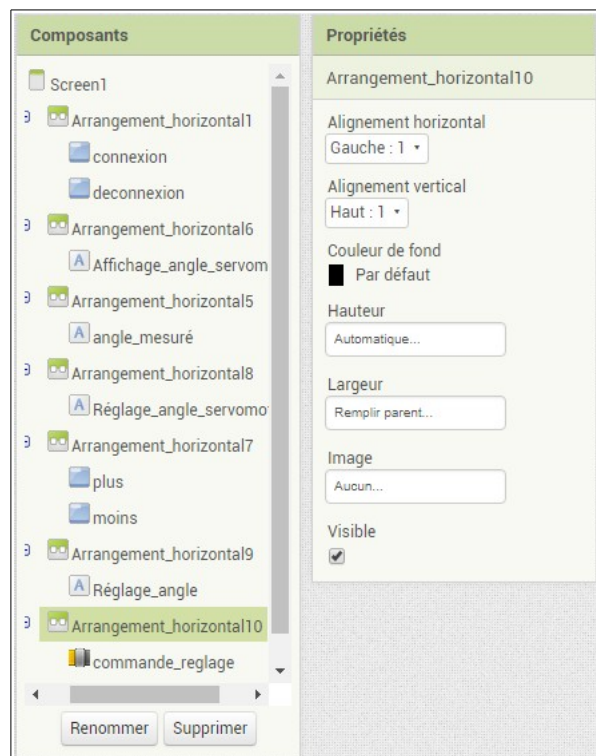 Composants
Screen1
Arrangement_horizontal1
connexion
deconnexion
Arrangement_horizontal6
A Affichage_angle_servom
Arrangement_horizontal5
A angle_mesuré
Arrangement_horizontal8
A Réglage_angle_servomo
Arrangement_horizontal7
plus
moins
Arrangement_horizontal9
A Réglage_angle
Arrangement_horizontal10
commande_reglage
Renommer Supprimer
Propriétés
Arrangement_horizontal10
Alignement horizontal
Gauche : 1
Alignement vertical
Haut : 1
Couleur de fond
Par défaut
Hauteur
Automatique...
Largeur
Remplir parent...
Image
Aucun...
Visible